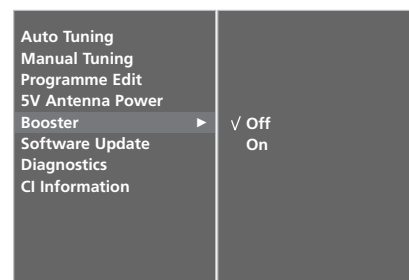 Auto Tuning
Manual Tuning
Programme Edit
5V Antenna Power
Booster ►
Software Update
Diagnostics
CI Information
√ Off
On